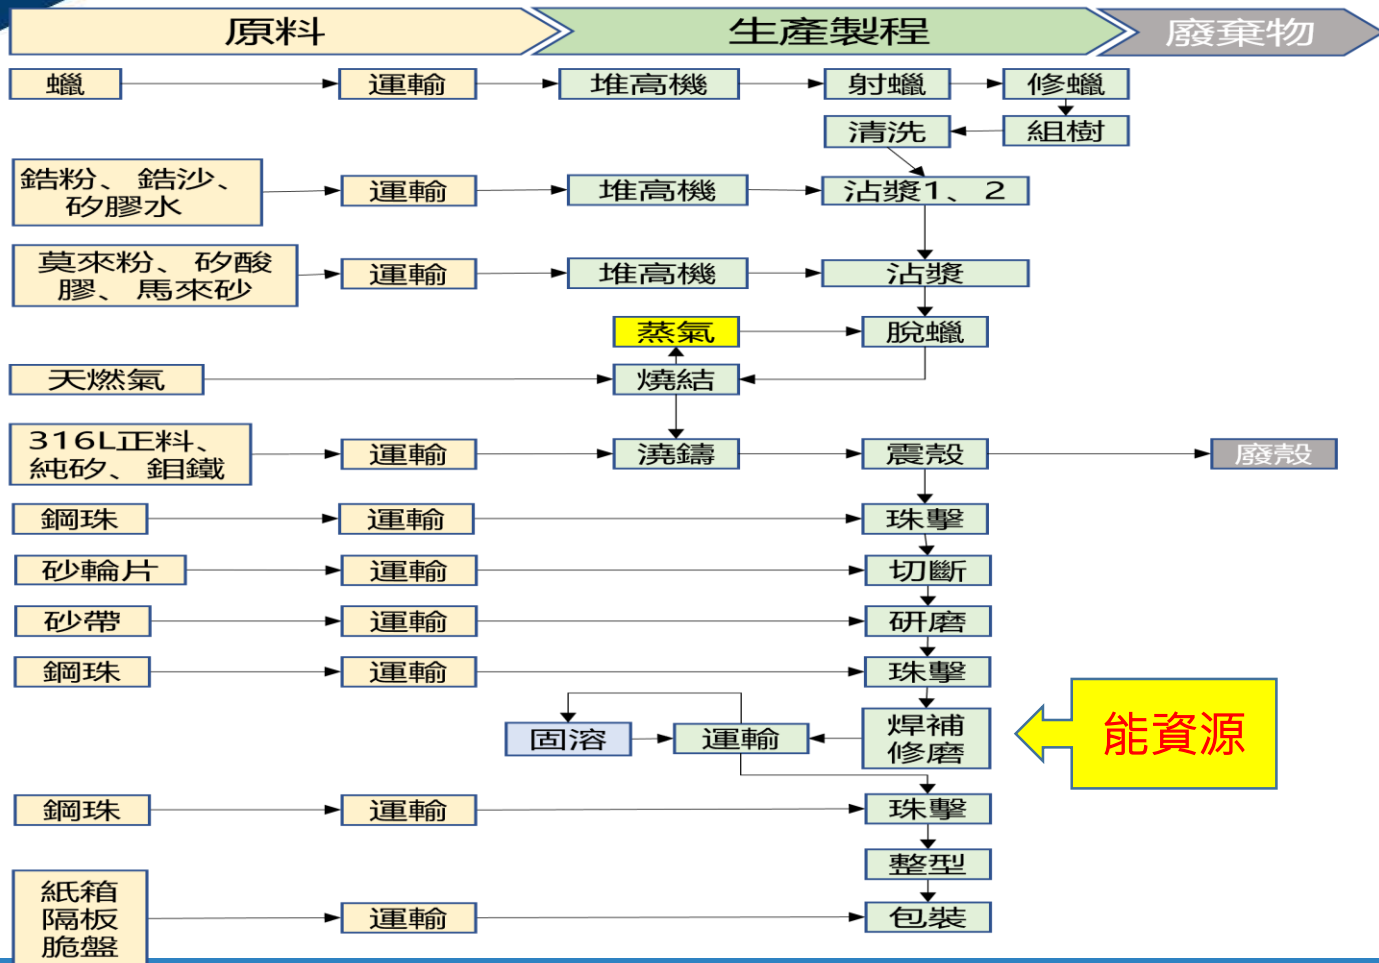 原料
生產製程
廢棄物
蠟
運輸
堆高機
射蠟
修蠟
清洗
組樹
鋯粉、鋯沙、
矽膠水
運輸
堆高機
沾漿1、2
莫來粉、矽酸
膠、馬來砂
運輸
堆高機
沾漿
蒸氣
脫蠟
天燃氣
燒結
316L正料、
純矽、鉬鐵
運輸
澆鑄
震殼
廢殼
鋼珠
運輸
珠擊
砂輪片
運輸
切斷
砂帶
運輸
研磨
鋼珠
運輸
珠擊
固溶
運輸
焊補
修磨
能資源
鋼珠
運輸
珠擊
整型
紙箱
隔板
脆盤
運輸
包裝